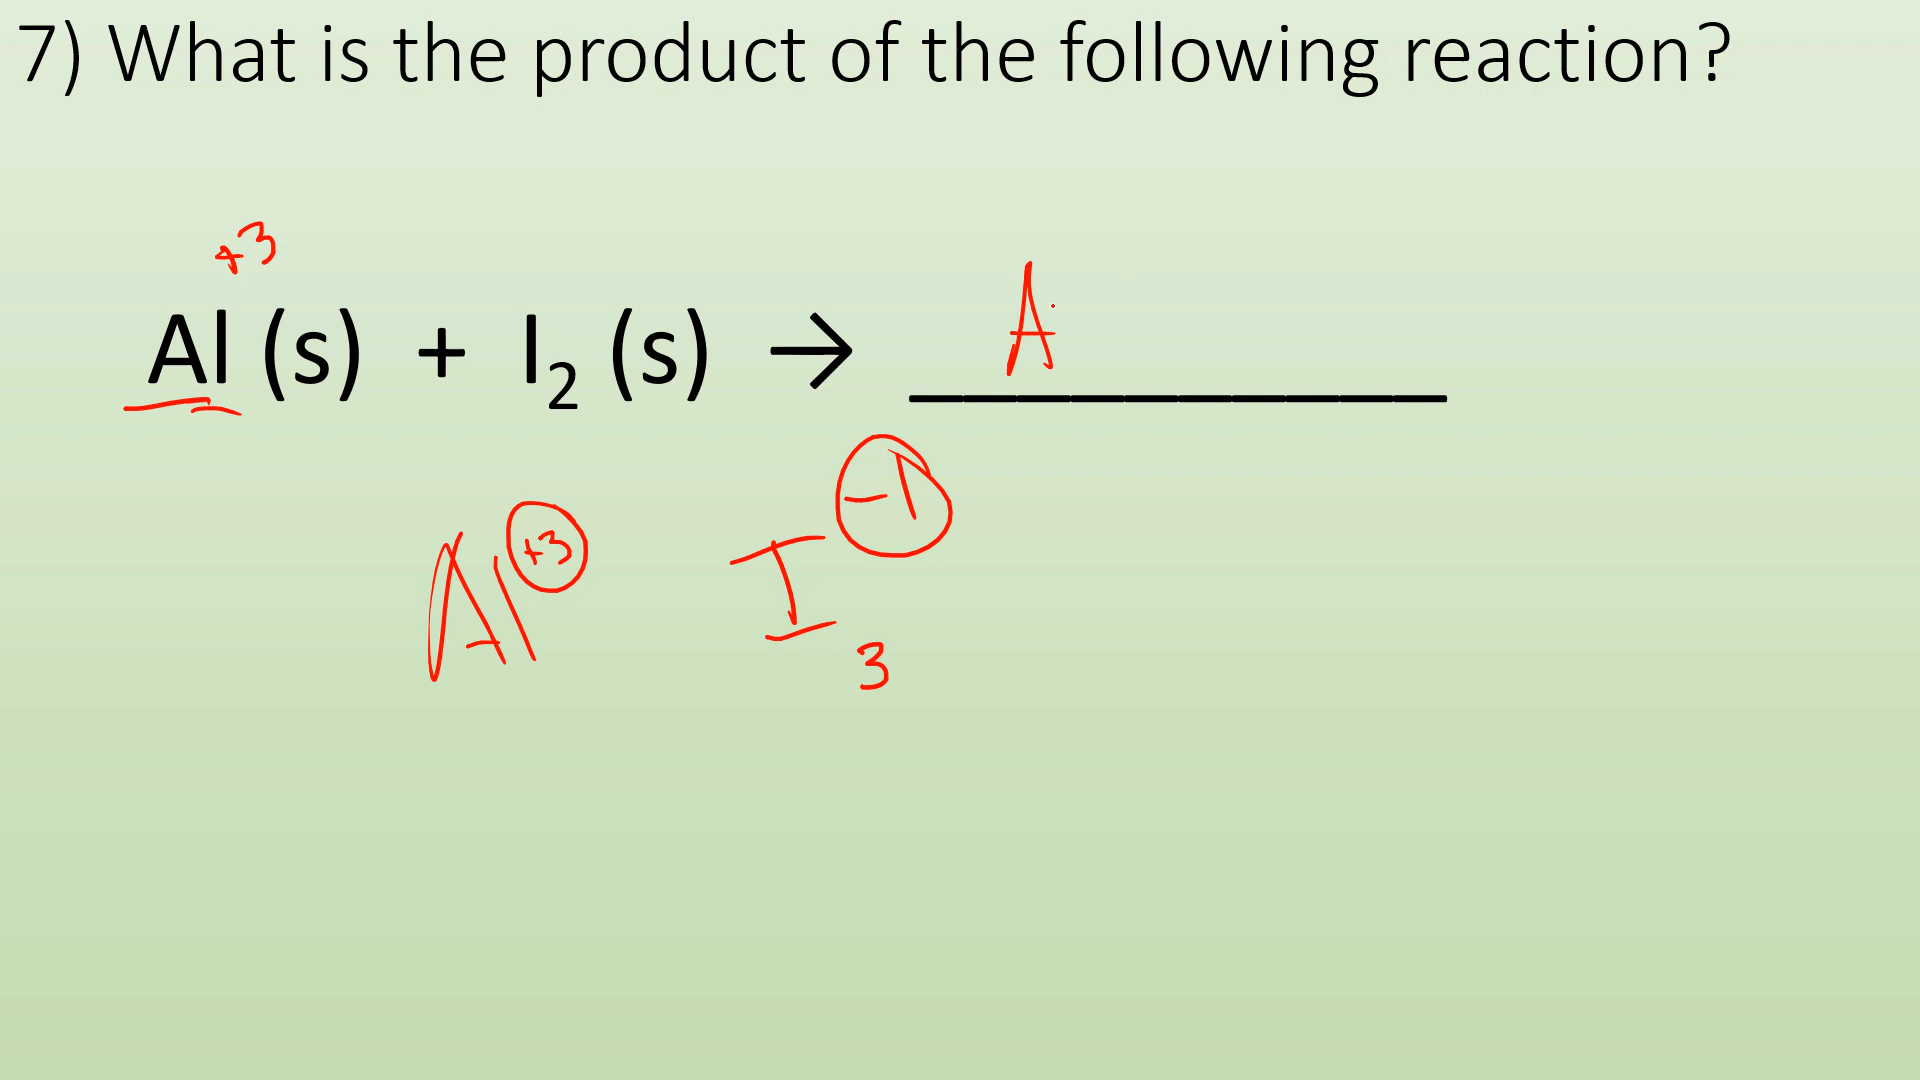 7) What is the product of the following reaction?
+3
Al (s) + I₂ (s) → A
Al+3 I-1
3